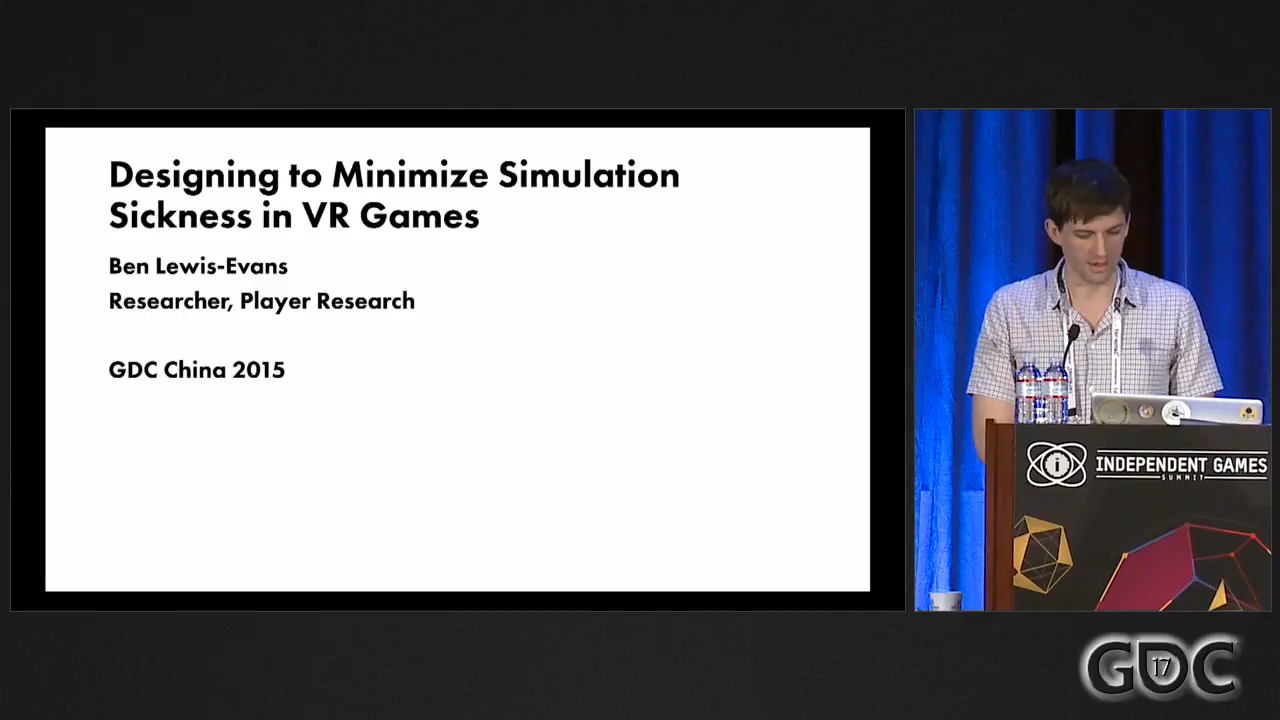 Designing to Minimize Simulation
Sickness in VR Games
Ben Lewis-Evans
Researcher, Player Research
GDC China 2015
INDEPENDENT GAMES
SUMMIT
GDC
17